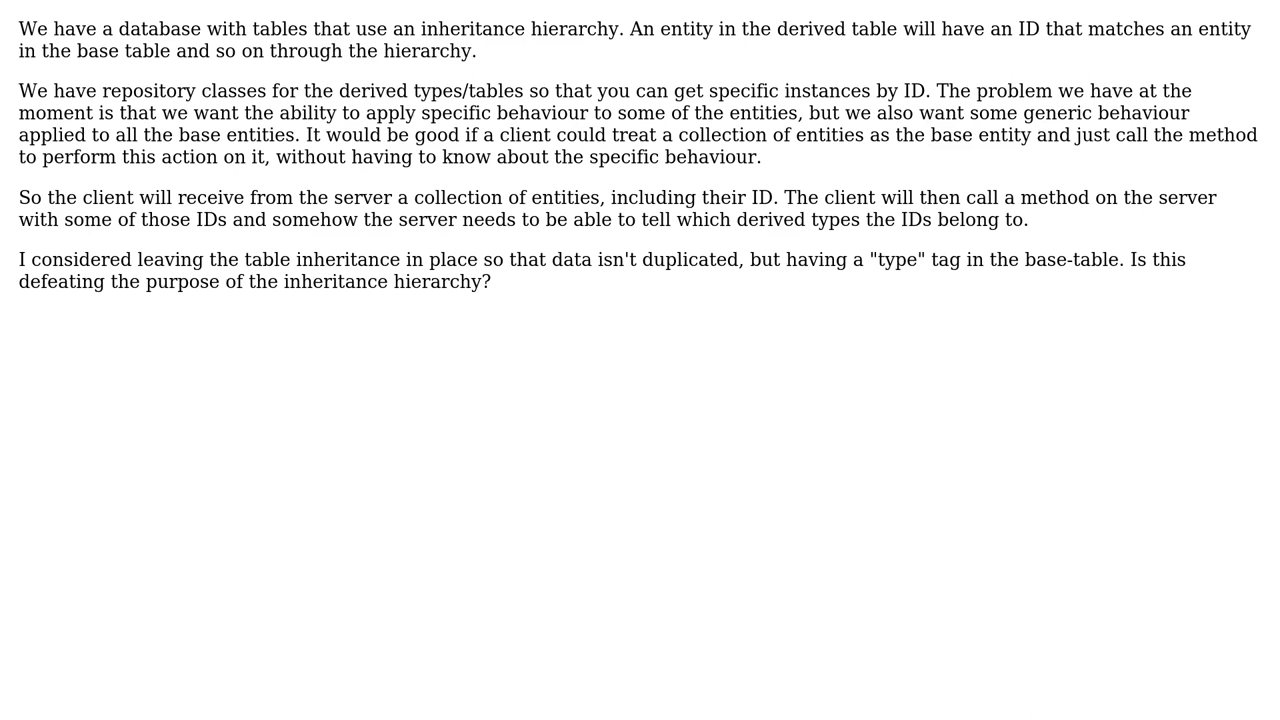 We have a database with tables that use an inheritance hierarchy. An entity in the derived table will have an ID that matches an entity
in the base table and so on through the hierarchy.
We have repository classes for the derived types/tables so that you can get specific instances by ID. The problem we have at the
moment is that we want the ability to apply specific behaviour to some of the entities, but we also want some generic behaviour
applied to all the base entities. It would be good if a client could treat a collection of entities as the base entity and just call the method
to perform this action on it, without having to know about the specific behaviour.
So the client will receive from the server a collection of entities, including their ID. The client will then call a method on the server
with some of those IDs and somehow the server needs to be able to tell which derived types the IDs belong to.
I considered leaving the table inheritance in place so that data isn't duplicated, but having a "type" tag in the base-table. Is this
defeating the purpose of the inheritance hierarchy?